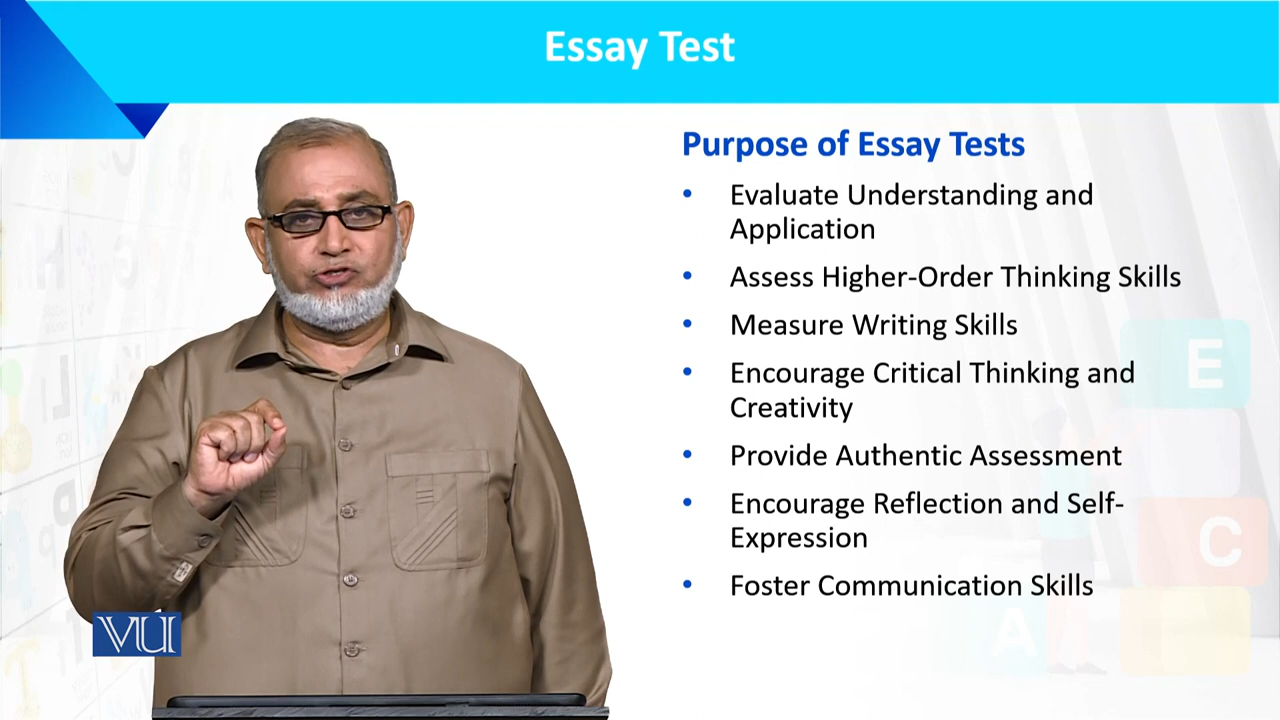 Essay Test
Purpose of Essay Tests
• Evaluate Understanding and
Application
• Assess Higher-Order Thinking Skills
• Measure Writing Skills
• Encourage Critical Thinking and
Creativity
• Provide Authentic Assessment
• Encourage Reflection and Self-
Expression
• Foster Communication Skills
E
C
A
VU